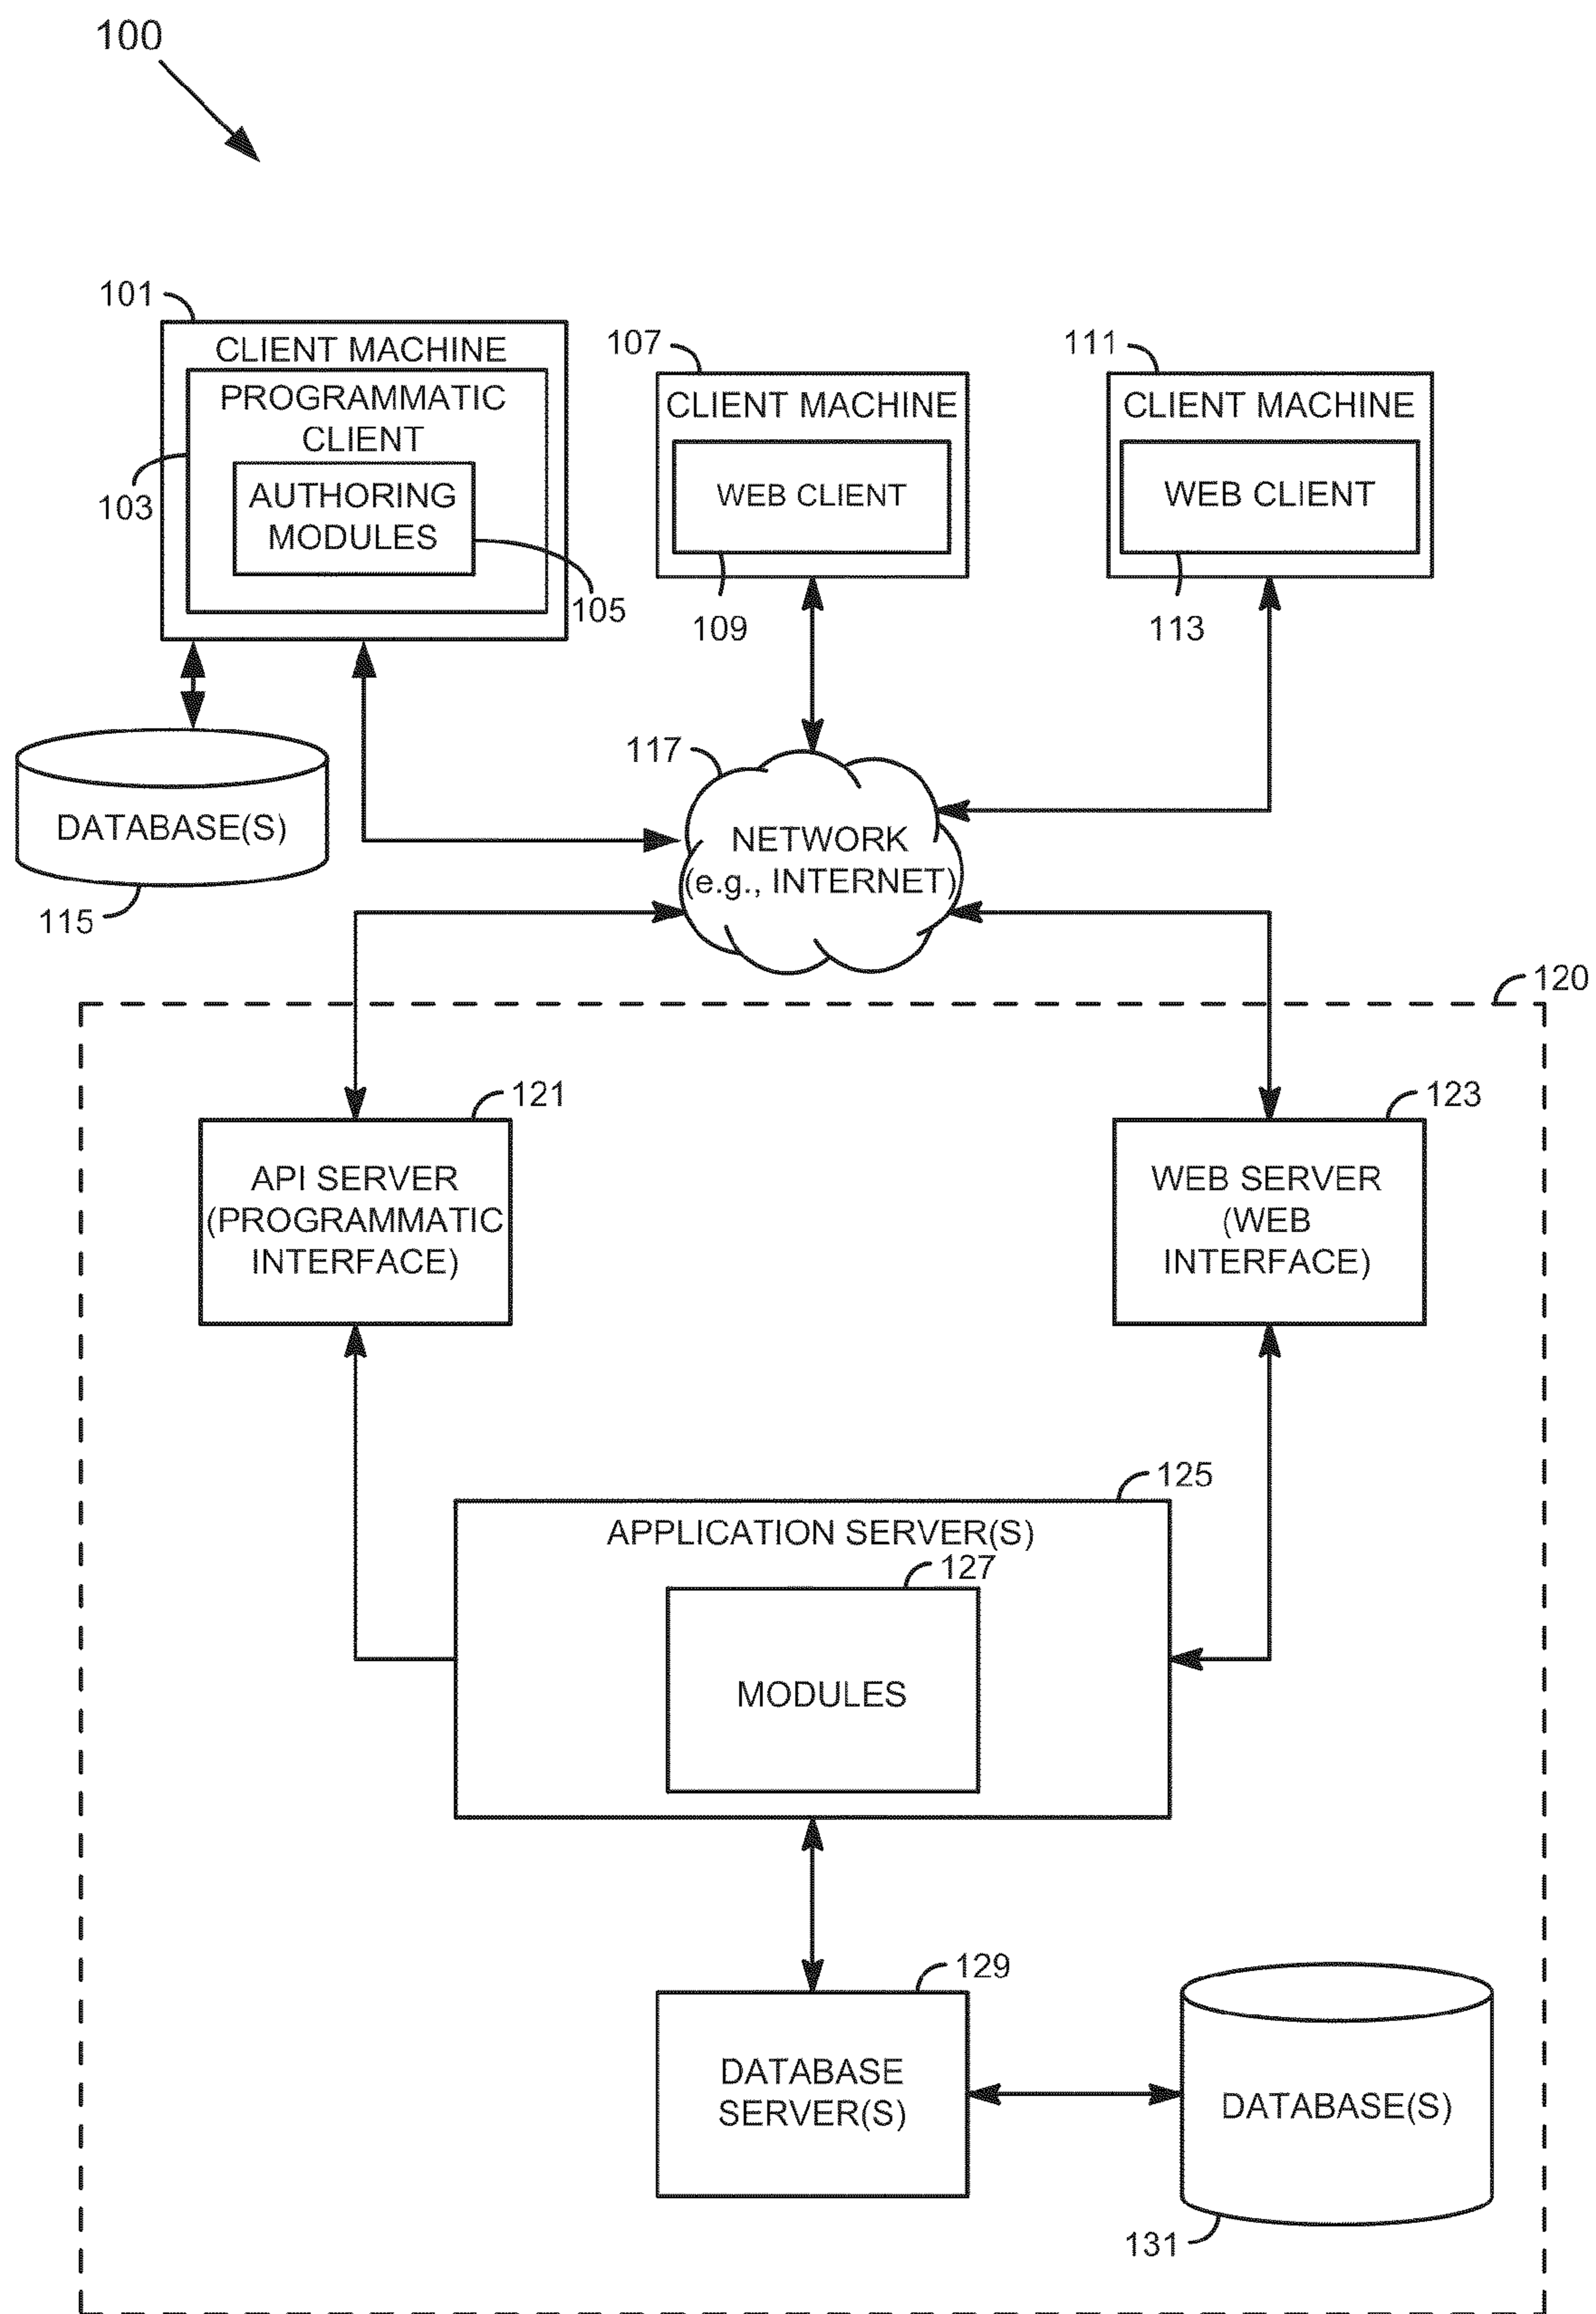 100
101
CLIENT MACHINE
PROGRAMMATIC
CLIENT
AUTHORING
MODULES
103
105
107
CLIENT MACHINE
WEB CLIENT
109
111
CLIENT MACHINE
WEB CLIENT
113
DATABASE(S)
115
117
NETWORK
(e.g., INTERNET)
120
121
API SERVER
(PROGRAMMATIC
INTERFACE)
123
WEB SERVER
(WEB
INTERFACE)
125
APPLICATION SERVER(S)
127
MODULES
129
DATABASE
SERVER(S)
DATABASE(S)
131